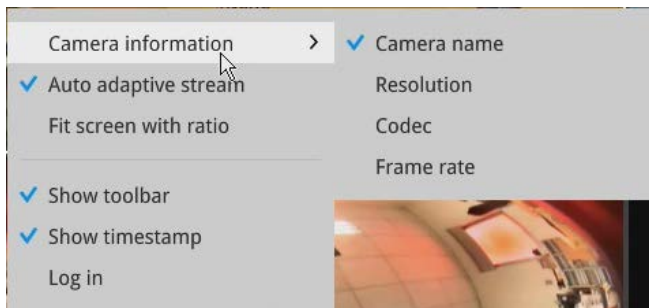 Camera information
Auto adaptive stream
Fit screen with ratio
Show toolbar
Show timestamp
Log in
Camera name
Resolution
Codec
Frame rate